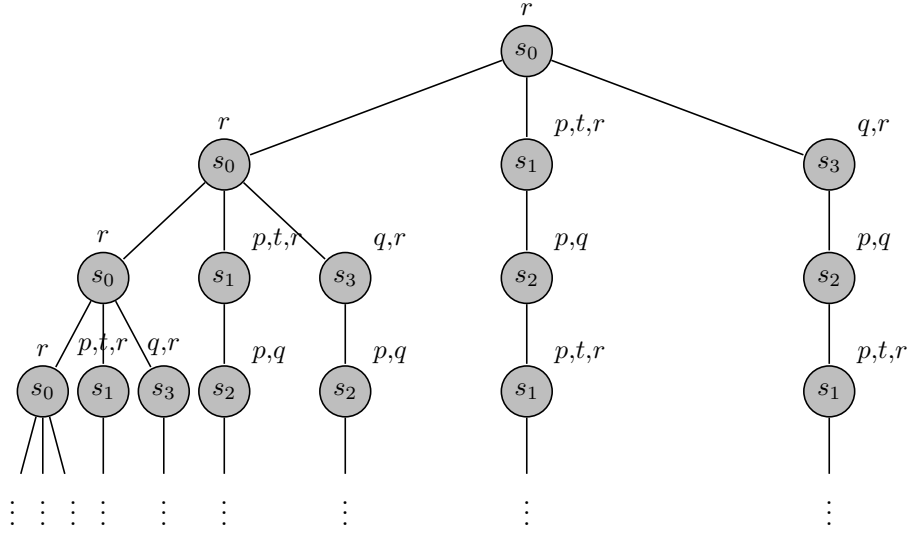 r
s₀
r
p,t,r
q,r
s₀
s₁
s₃
r
p,t,r
q,r
p,q
p,q
s₀
s₁
s₃
s₂
s₂
r
p,t,r
q,r
p,q
p,q
p,t,r
p,t,r
s₀
s₁
s₃
s₂
s₂
s₁
s₁
⋮ ⋮ ⋮ ⋮ ⋮ ⋮ ⋮ ⋮ ⋮